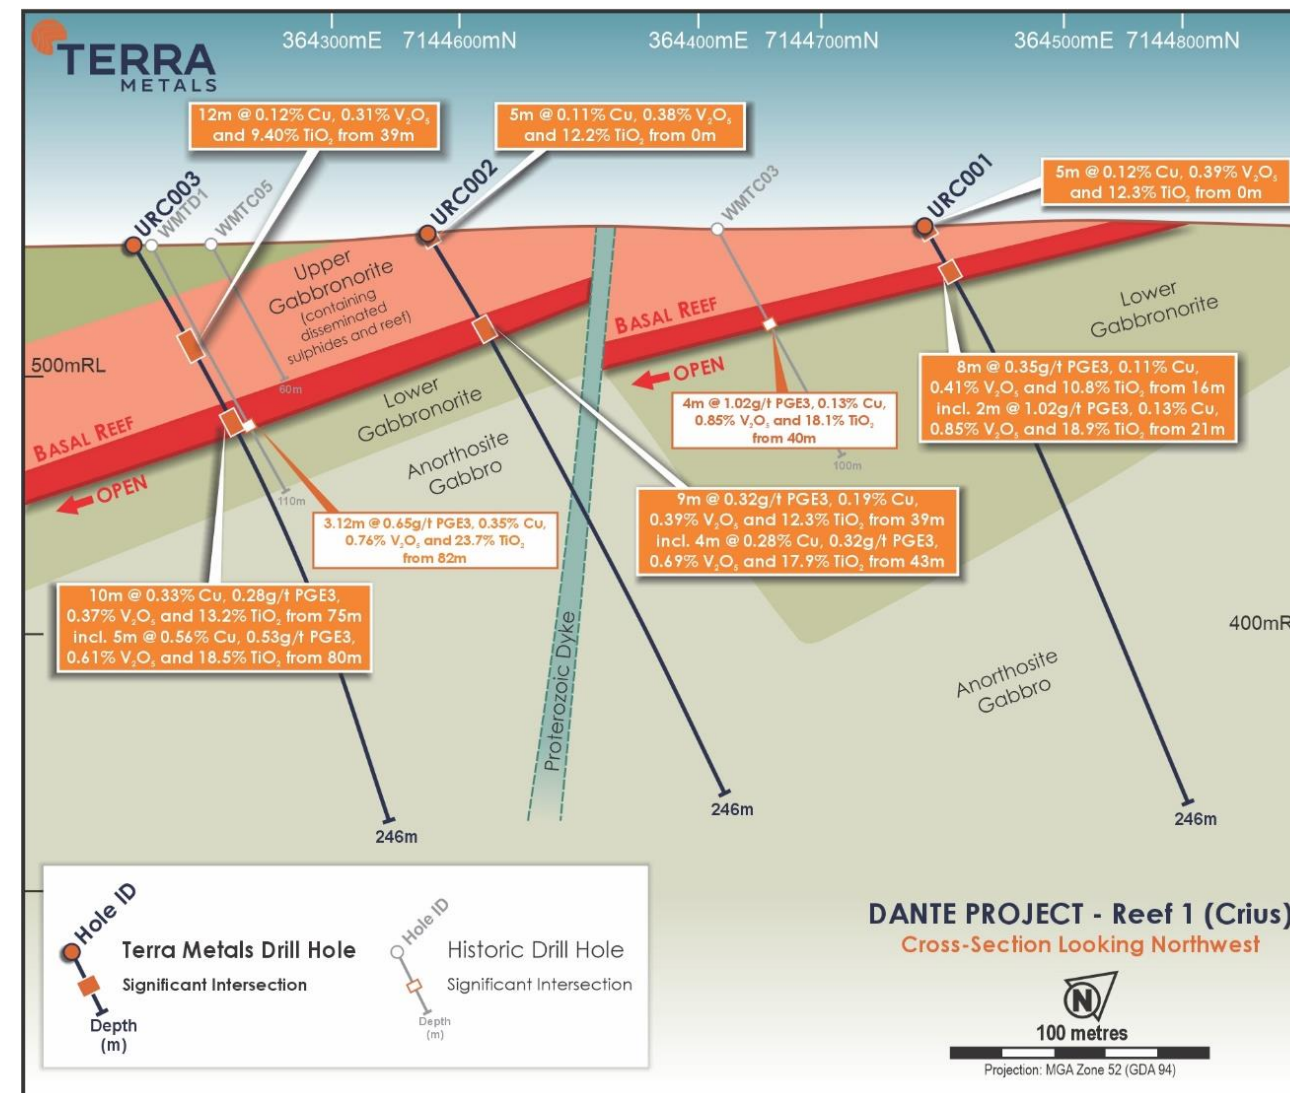 TERRA
METALS
364300mE 7144600mN
364400mE 7144700mN
364500mE 7144800mN
12m @ 0.12% Cu, 0.31% V₂O₅
and 9.40% TiO₂ from 39m
5m @ 0.11% Cu, 0.38% V₂O₅
and 12.2% TiO₂ from 0m
5m @ 0.12% Cu, 0.39% V₂O₅
and 12.3% TiO₂ from 0m
URC003
WMTD1
WMTC05
URC002
WMTC03
URC001
Upper
Gabbronorite
(containing
disseminated
sulphides and reef)
BASAL REEF
Lower
Gabbronorite
500mRL
60m
OPEN
Lower
Gabbronorite
8m @ 0.35g/t PGE3, 0.11% Cu,
0.41% V₂O₅ and 10.8% TiO₂ from 16m
incl. 2m @ 1.02g/t PGE3, 0.13% Cu,
0.85% V₂O₅ and 18.9% TiO₂ from 21m
4m @ 1.02g/t PGE3, 0.13% Cu,
0.85% V₂O₅ and 18.1% TiO₂
from 40m
BASAL REEF
Anorthosite
Gabbro
100m
OPEN
110m
3.12m @ 0.65g/t PGE3, 0.35% Cu,
0.76% V₂O₅ and 23.7% TiO₂
from 82m
9m @ 0.32g/t PGE3, 0.19% Cu,
0.39% V₂O₅ and 12.3% TiO₂ from 39m
incl. 4m @ 0.28% Cu, 0.32g/t PGE3,
0.69% V₂O₅ and 17.9% TiO₂ from 43m
10m @ 0.33% Cu, 0.28g/t PGE3,
0.37% V₂O₅ and 13.2% TiO₂ from 75m
incl. 5m @ 0.56% Cu, 0.53g/t PGE3,
0.61% V₂O₅ and 18.5% TiO₂ from 80m
400mR
Proterozoic Dyke
Anorthosite
Gabbro
246m
246m
246m
Hole ID
Terra Metals Drill Hole
Significant Intersection
Depth
(m)
Hole ID
Historic Drill Hole
Significant Intersection
Depth
(m)
DANTE PROJECT - Reef 1 (Crius)
Cross-Section Looking Northwest
N
100 metres
Projection: MGA Zone 52 (GDA 94)